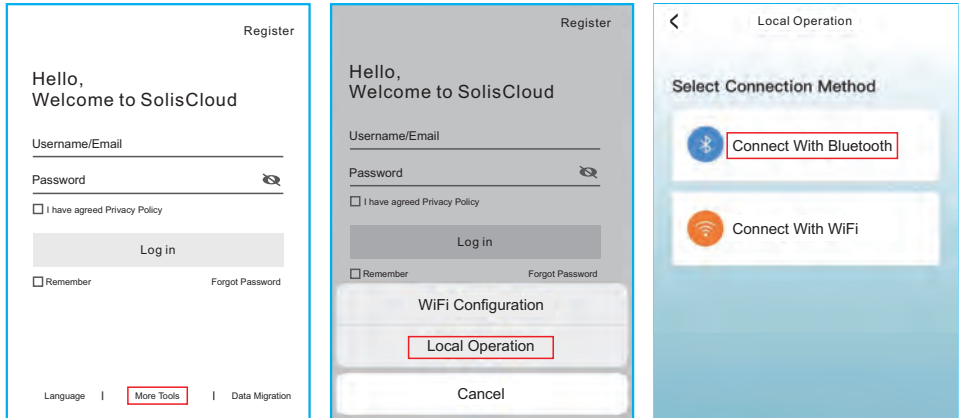 Register
Hello,
Welcome to SolisCloud
Username/Email
Password
I have agreed Privacy Policy
Log in
Remember Forgot Password
Language | More Tools | Data Migration
Register
Hello,
Welcome to SolisCloud
Username/Email
Password
I have agreed Privacy Policy
Log in
Remember Forgot Password
WiFi Configuration
Local Operation
Cancel
Local Operation
Select Connection Method
Connect With Bluetooth
Connect With WiFi